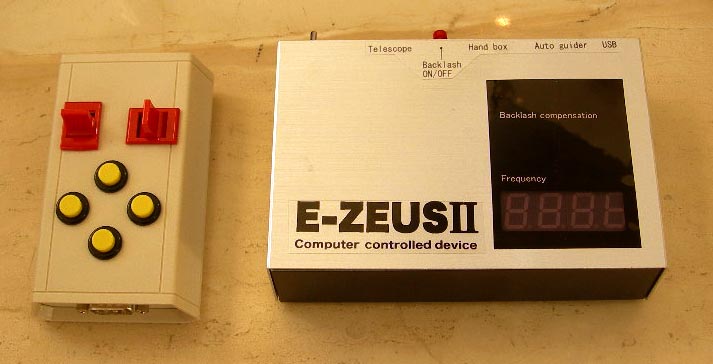 Telescope
Hand box
Auto guider
USB
Backlash
ON/OFF
Backlash compensation
Frequency
E-ZEUSII
Computer controlled device